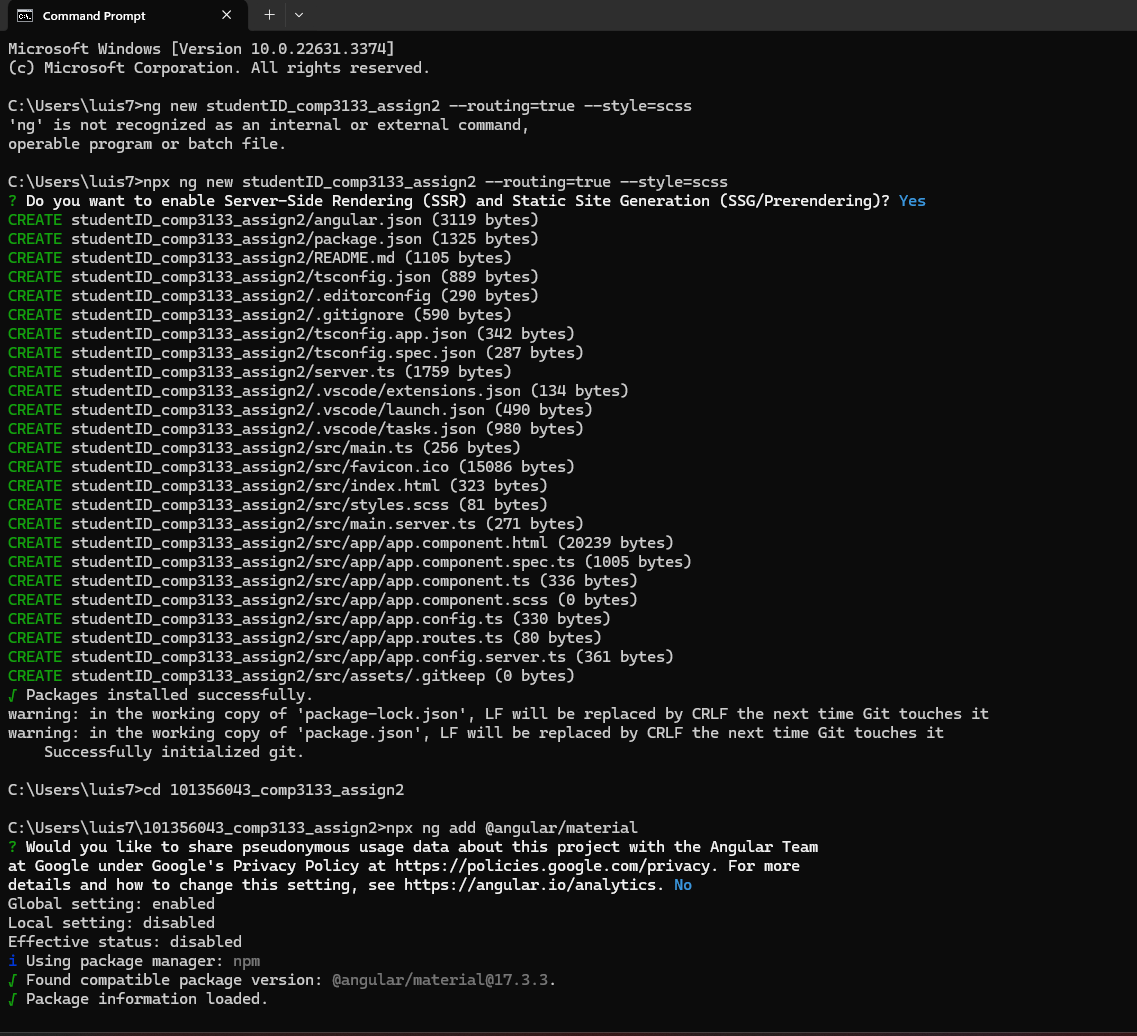 Command Prompt
Microsoft Windows [Version 10.0.22631.3374]
(c) Microsoft Corporation. All rights reserved.
C:\Users\luis7>ng new studentID_comp3133_assign2 --routing=true --style=scss
'ng' is not recognized as an internal or external command,
operable program or batch file.
C:\Users\luis7>npx ng new studentID_comp3133_assign2 --routing=true --style=scss
? Do you want to enable Server-Side Rendering (SSR) and Static Site Generation (SSG/Prerendering)? Yes
CREATE studentID_comp3133_assign2/angular.json (3119 bytes)
CREATE studentID_comp3133_assign2/package.json (1325 bytes)
CREATE studentID_comp3133_assign2/README.md (1105 bytes)
CREATE studentID_comp3133_assign2/tsconfig.json (889 bytes)
CREATE studentID_comp3133_assign2/.editorconfig (290 bytes)
CREATE studentID_comp3133_assign2/.gitignore (590 bytes)
CREATE studentID_comp3133_assign2/tsconfig.app.json (342 bytes)
CREATE studentID_comp3133_assign2/tsconfig.spec.json (287 bytes)
CREATE studentID_comp3133_assign2/server.ts (1759 bytes)
CREATE studentID_comp3133_assign2/.vscode/extensions.json (134 bytes)
CREATE studentID_comp3133_assign2/.vscode/launch.json (490 bytes)
CREATE studentID_comp3133_assign2/.vscode/tasks.json (980 bytes)
CREATE studentID_comp3133_assign2/src/main.ts (256 bytes)
CREATE studentID_comp3133_assign2/src/favicon.ico (15086 bytes)
CREATE studentID_comp3133_assign2/src/index.html (323 bytes)
CREATE studentID_comp3133_assign2/src/styles.scss (81 bytes)
CREATE studentID_comp3133_assign2/src/main.server.ts (271 bytes)
CREATE studentID_comp3133_assign2/src/app/app.component.html (20239 bytes)
CREATE studentID_comp3133_assign2/src/app/app.component.spec.ts (1005 bytes)
CREATE studentID_comp3133_assign2/src/app/app.component.ts (336 bytes)
CREATE studentID_comp3133_assign2/src/app/app.component.scss (0 bytes)
CREATE studentID_comp3133_assign2/src/app/app.config.ts (330 bytes)
CREATE studentID_comp3133_assign2/src/app/app.routes.ts (80 bytes)
CREATE studentID_comp3133_assign2/src/app/app.config.server.ts (361 bytes)
CREATE studentID_comp3133_assign2/src/assets/.gitkeep (0 bytes)
√ Packages installed successfully.
warning: in the working copy of 'package-lock.json', LF will be replaced by CRLF the next time Git touches it
warning: in the working copy of 'package.json', LF will be replaced by CRLF the next time Git touches it
    Successfully initialized git.
C:\Users\luis7>cd 101356043_comp3133_assign2
C:\Users\luis7\101356043_comp3133_assign2>npx ng add @angular/material
? Would you like to share pseudonymous usage data about this project with the Angular Team
at Google under Google's Privacy Policy at https://policies.google.com/privacy. For more
details and how to change this setting, see https://angular.io/analytics. No
Global setting: enabled
Local setting: disabled
Effective status: disabled
i Using package manager: npm
√ Found compatible package version: @angular/material@17.3.3.
√ Package information loaded.